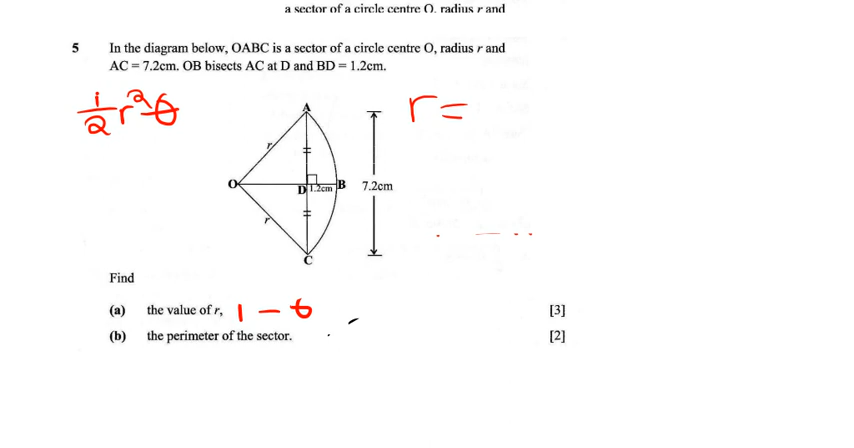 a sector of a circle centre O, radius r and
5 In the diagram below, OABC is a sector of a circle centre O, radius r and
AC = 7.2cm. OB bisects AC at D and BD = 1.2cm.
1/2 r²θ
r =
A
r
O
D 1.2cm B
7.2cm
r
C
Find
(a) the value of r, 1 – 6 [3]
(b) the perimeter of the sector. [2]